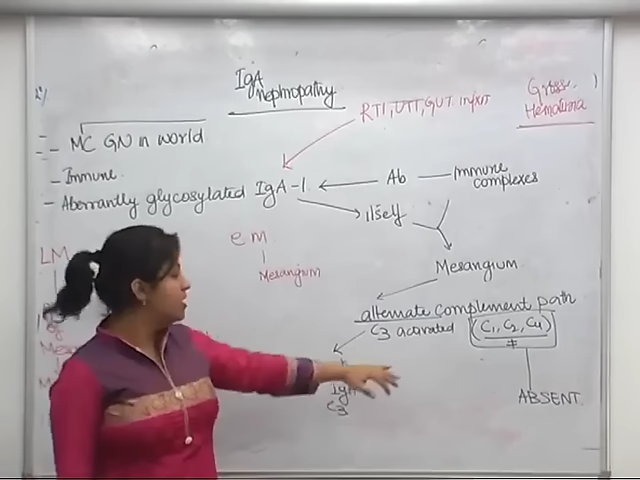 IgA
nephropathy
RTI, UTI, GUT infxn
Gross
Hematuria
- MC GN in world
- Immune
- Aberrantly glycosylated IgA-1
Ab
Immune
complexes
itself
LM
em
Mesangium
Mesangium
alternate complement path
C3 activated
(C1, C2, C4)
≠
ABSENT
C3